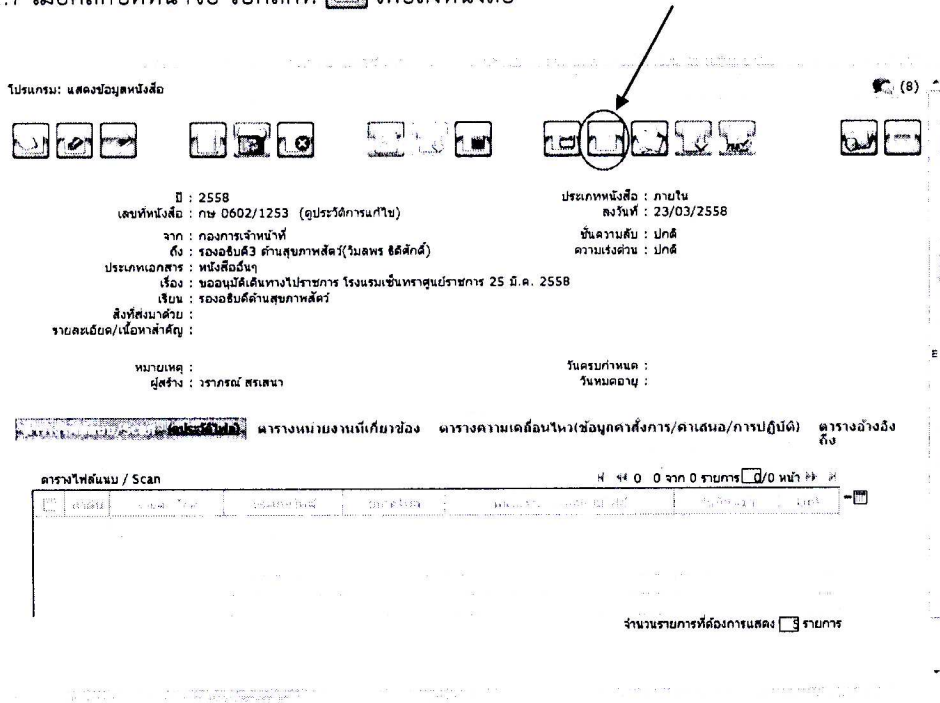 โปรแกรม: แสดงข้อมูลหนังสือ
(8)
ปี : 2558
ประเภทหนังสือ : ภายใน
เลขที่หนังสือ : กษ 0602/1253 (ดูประวัติการแก้ไข)
ลงวันที่ : 23/03/2558
จาก : กองการเจ้าหน้าที่
ชั้นความลับ : ปกติ
ถึง : รองอธิบดี3 ด้านสุขภาพสัตว์(วิมลพร ธิติศักดิ์)
ความเร่งด่วน : ปกติ
ประเภทเอกสาร : หนังสืออื่นๆ
เรื่อง : ขออนุมัติเดินทางไปราชการ โรงแรมเซ็นทราศูนย์ราชการ 25 มี.ค. 2558
เรียน : รองอธิบดีด้านสุขภาพสัตว์
สิ่งที่ส่งมาด้วย :
รายละเอียด/เนื้อหาสำคัญ :
หมายเหตุ :
วันครบกำหนด :
ผู้สร้าง : วราภรณ์ สรเสนา
วันหมดอายุ :
(ดูประวัติไฟล์) ตารางหน่วยงานที่เกี่ยวข้อง ตารางความเคลื่อนไหว(ข้อมูลคำสั่งการ/คำเสนอ/การปฏิบัติ) ตารางอ้างอิงถึง
ตารางไฟล์แนบ / Scan
0 0 จาก 0 รายการ 0/0 หน้า
จำนวนรายการที่ต้องการแสดง 5 รายการ